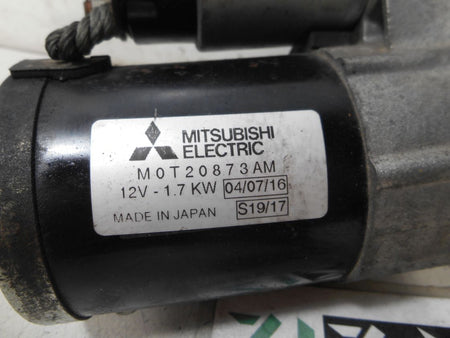 MITSUBISHI
ELECTRIC
M0T20873AM
12V - 1.7 KW 04/07/16
MADE IN JAPAN S19/17